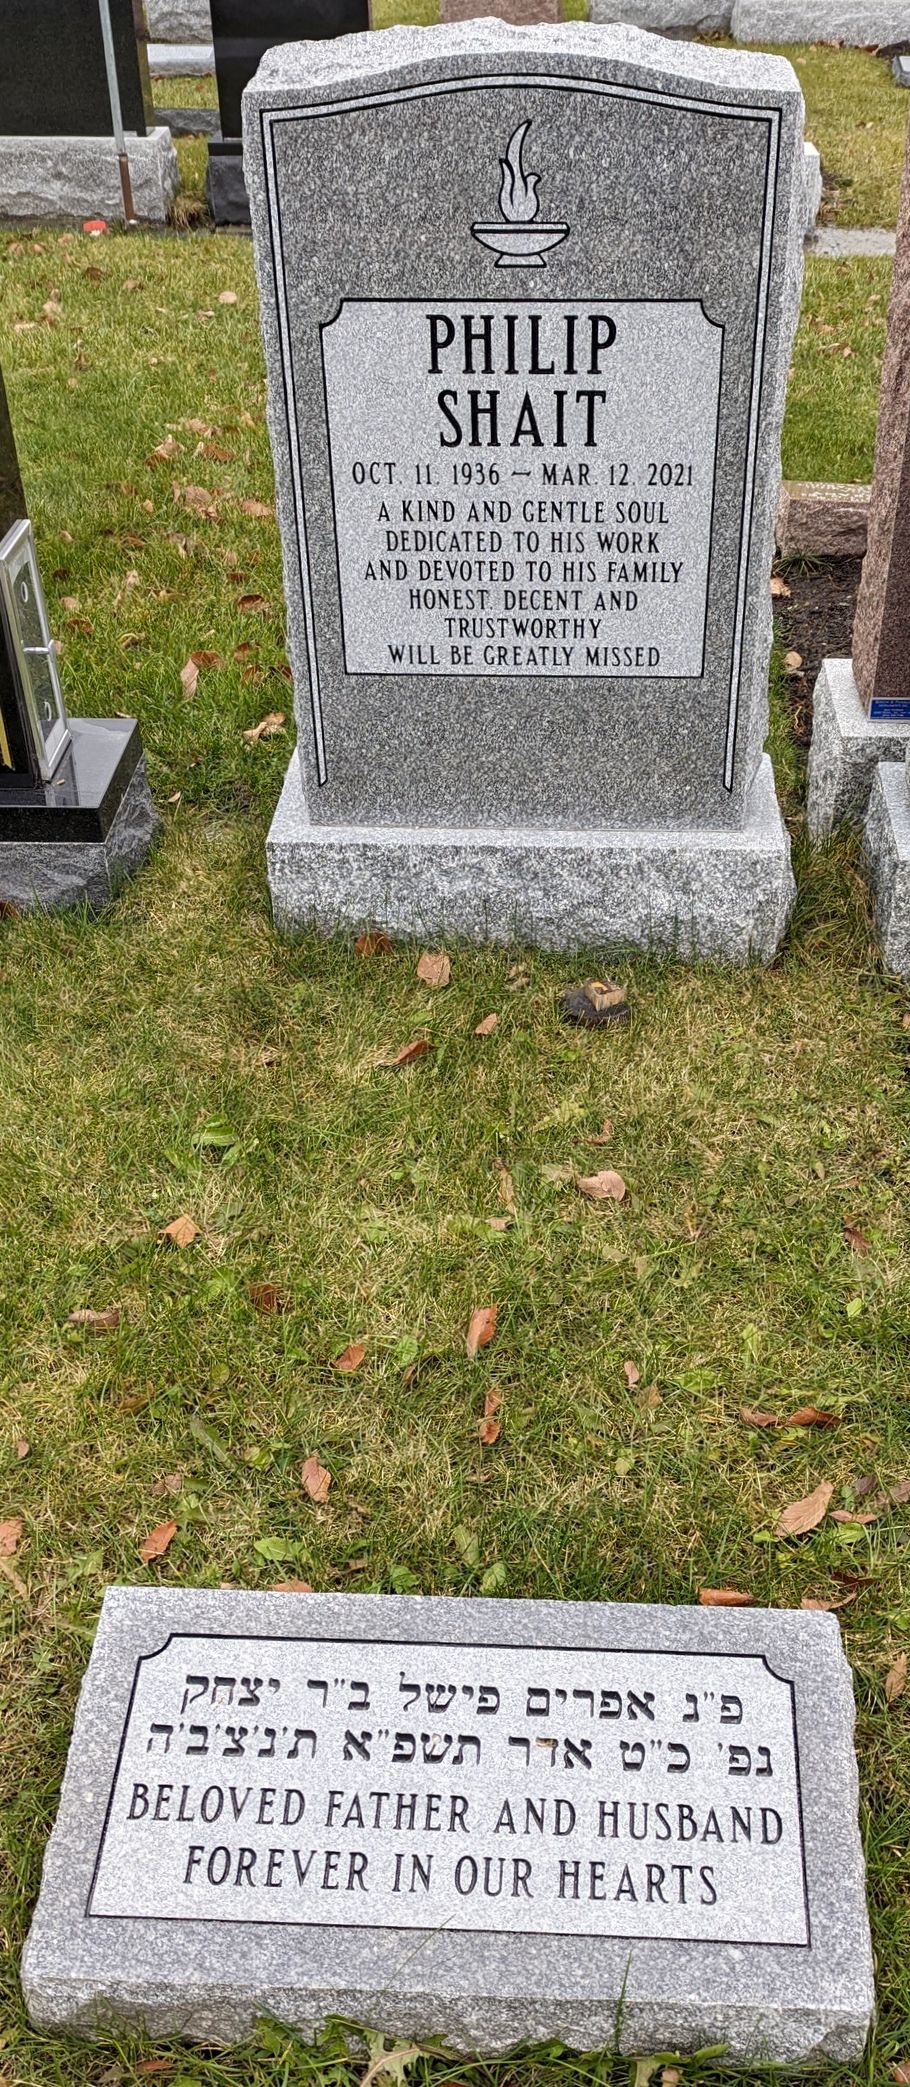 PHILIP
SHAIT
OCT. 11. 1936 ~ MAR. 12. 2021
A KIND AND GENTLE SOUL
DEDICATED TO HIS WORK
AND DEVOTED TO HIS FAMILY
HONEST. DECENT AND
TRUSTWORTHY
WILL BE GREATLY MISSED
פ"נ אפרים פישל ב"ר יצחק
נפ' כ"ט אדר תשפ"א ת'נ'צ'ב'ה
BELOVED FATHER AND HUSBAND
FOREVER IN OUR HEARTS